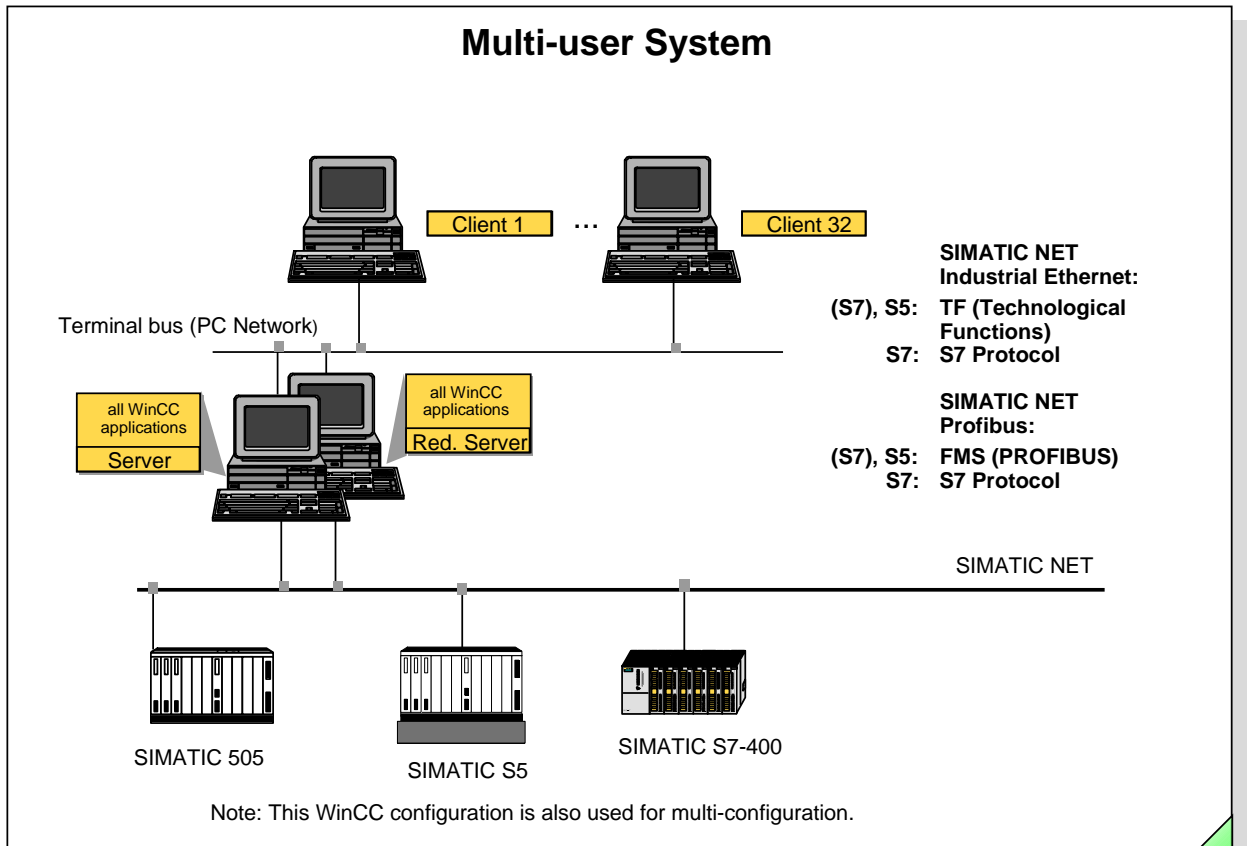 Multi-user System
Client 1
...
Client 32
SIMATIC NET
Industrial Ethernet:
(S7), S5: TF (Technological
Functions)
S7: S7 Protocol
SIMATIC NET
Profibus:
(S7), S5: FMS (PROFIBUS)
S7: S7 Protocol
Terminal bus (PC Network)
all WinCC
applications
Server
all WinCC
applications
Red. Server
SIMATIC NET
SIMATIC 505
SIMATIC S5
SIMATIC S7-400
Note: This WinCC configuration is also used for multi-configuration.